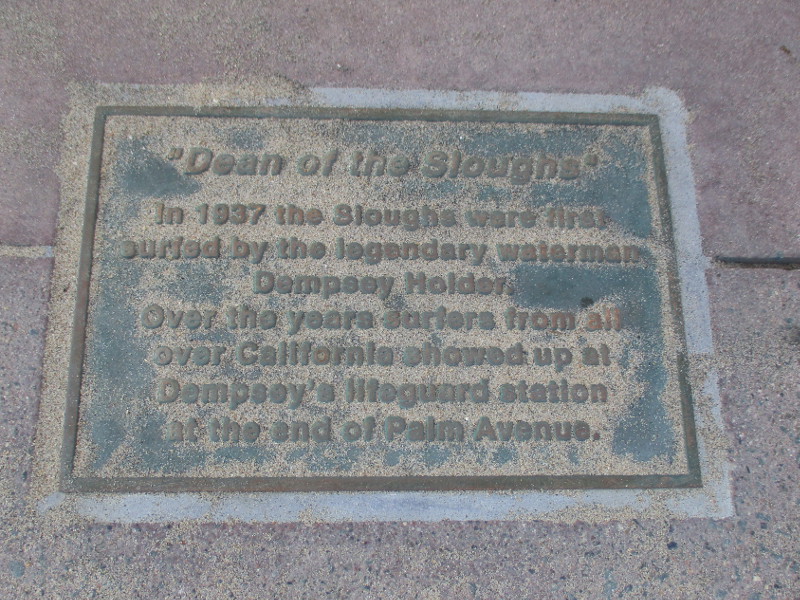 "Dean of the Sloughs"
In 1937 the Sloughs were first
surfed by the legendary waterman
Dempsey Holder.
Over the years surfers from all
over California showed up at
Dempsey's lifeguard station
at the end of Palm Avenue.